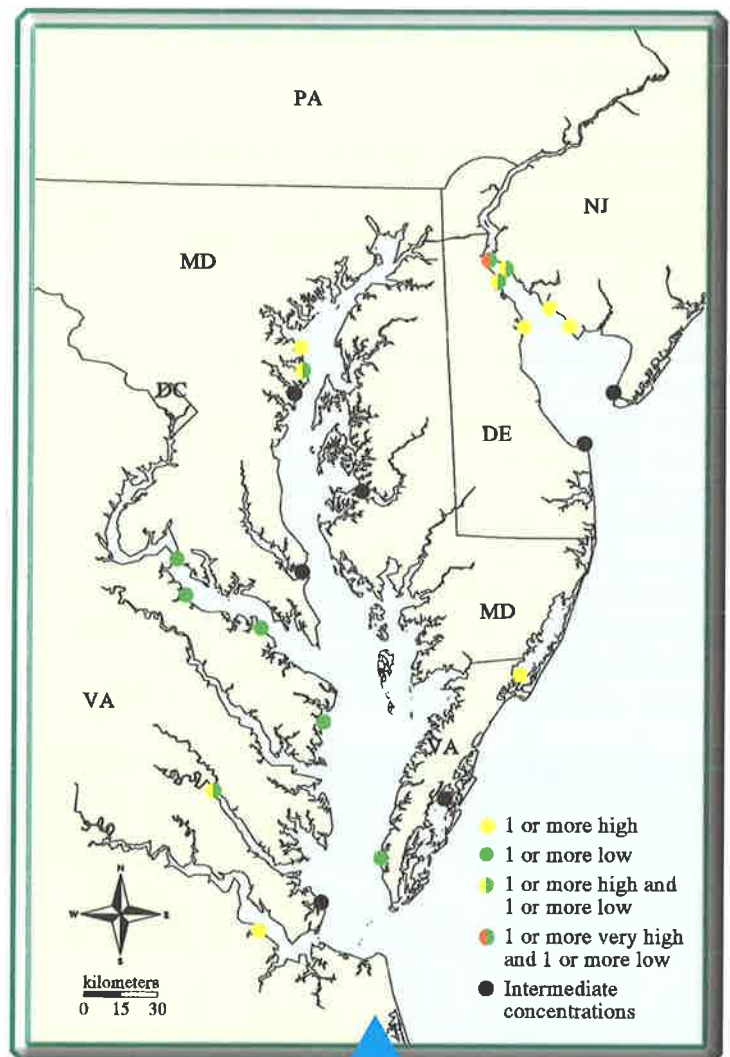 PA
NJ
MD
DC
DE
MD
VA
VA
1 or more high
1 or more low
1 or more high and
1 or more low
1 or more very high
and 1 or more low
Intermediate
concentrations
N
W E
S
kilometers
0 15 30